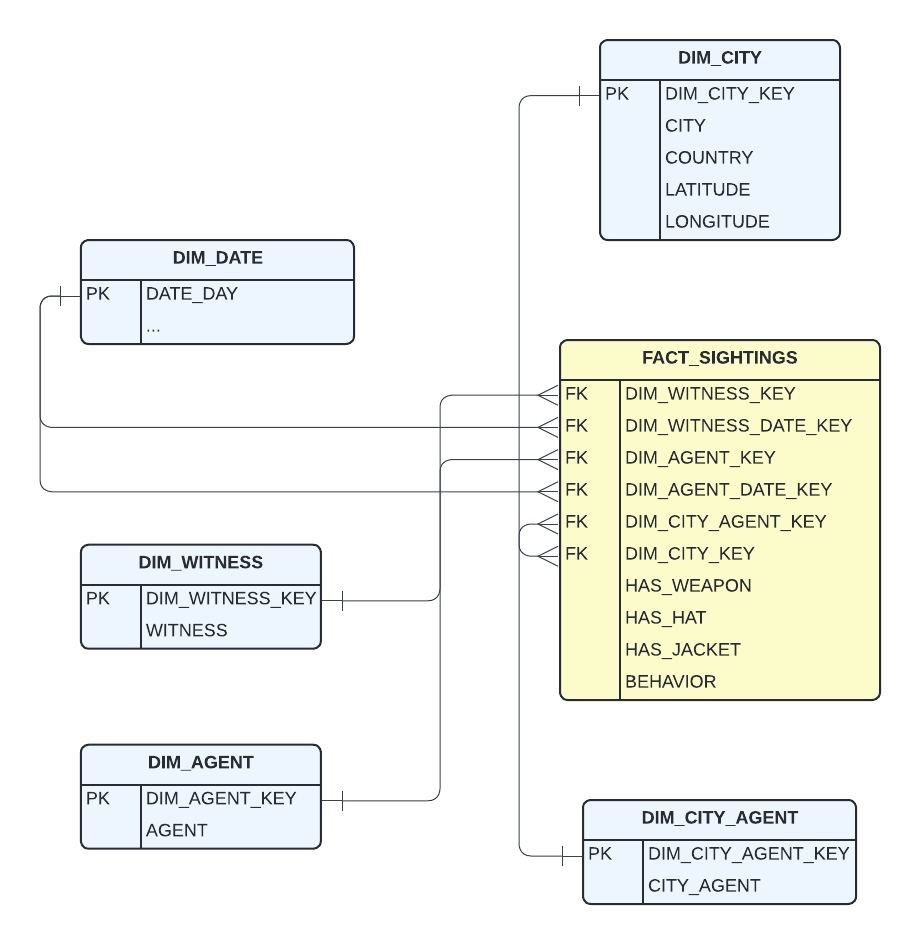 DIM_CITY
PK DIM_CITY_KEY
CITY
COUNTRY
LATITUDE
LONGITUDE
DIM_DATE
PK DATE_DAY
...
FACT_SIGHTINGS
FK DIM_WITNESS_KEY
FK DIM_WITNESS_DATE_KEY
FK DIM_AGENT_KEY
FK DIM_AGENT_DATE_KEY
FK DIM_CITY_AGENT_KEY
FK DIM_CITY_KEY
HAS_WEAPON
HAS_HAT
HAS_JACKET
BEHAVIOR
DIM_WITNESS
PK DIM_WITNESS_KEY
WITNESS
DIM_AGENT
PK DIM_AGENT_KEY
AGENT
DIM_CITY_AGENT
PK DIM_CITY_AGENT_KEY
CITY_AGENT